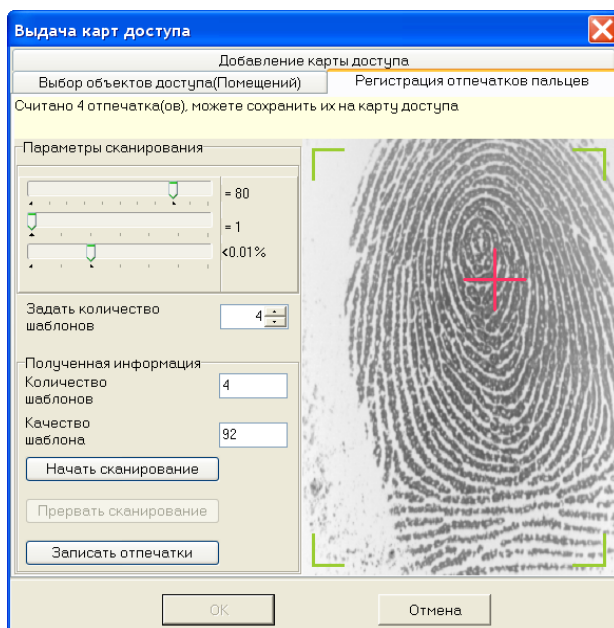 Выдача карт доступа
Добавление карты доступа
Выбор объектов доступа(Помещений)
Регистрация отпечатков пальцев
Считано 4 отпечатка(ов), можете сохранить их на карту доступа
Параметры сканирования
= 80
= 1
<0.01%
Задать количество
шаблонов
4
Полученная информация
Количество
шаблонов
4
Качество
шаблона
92
Начать сканирование
Прервать сканирование
Записать отпечатки
OK
Отмена